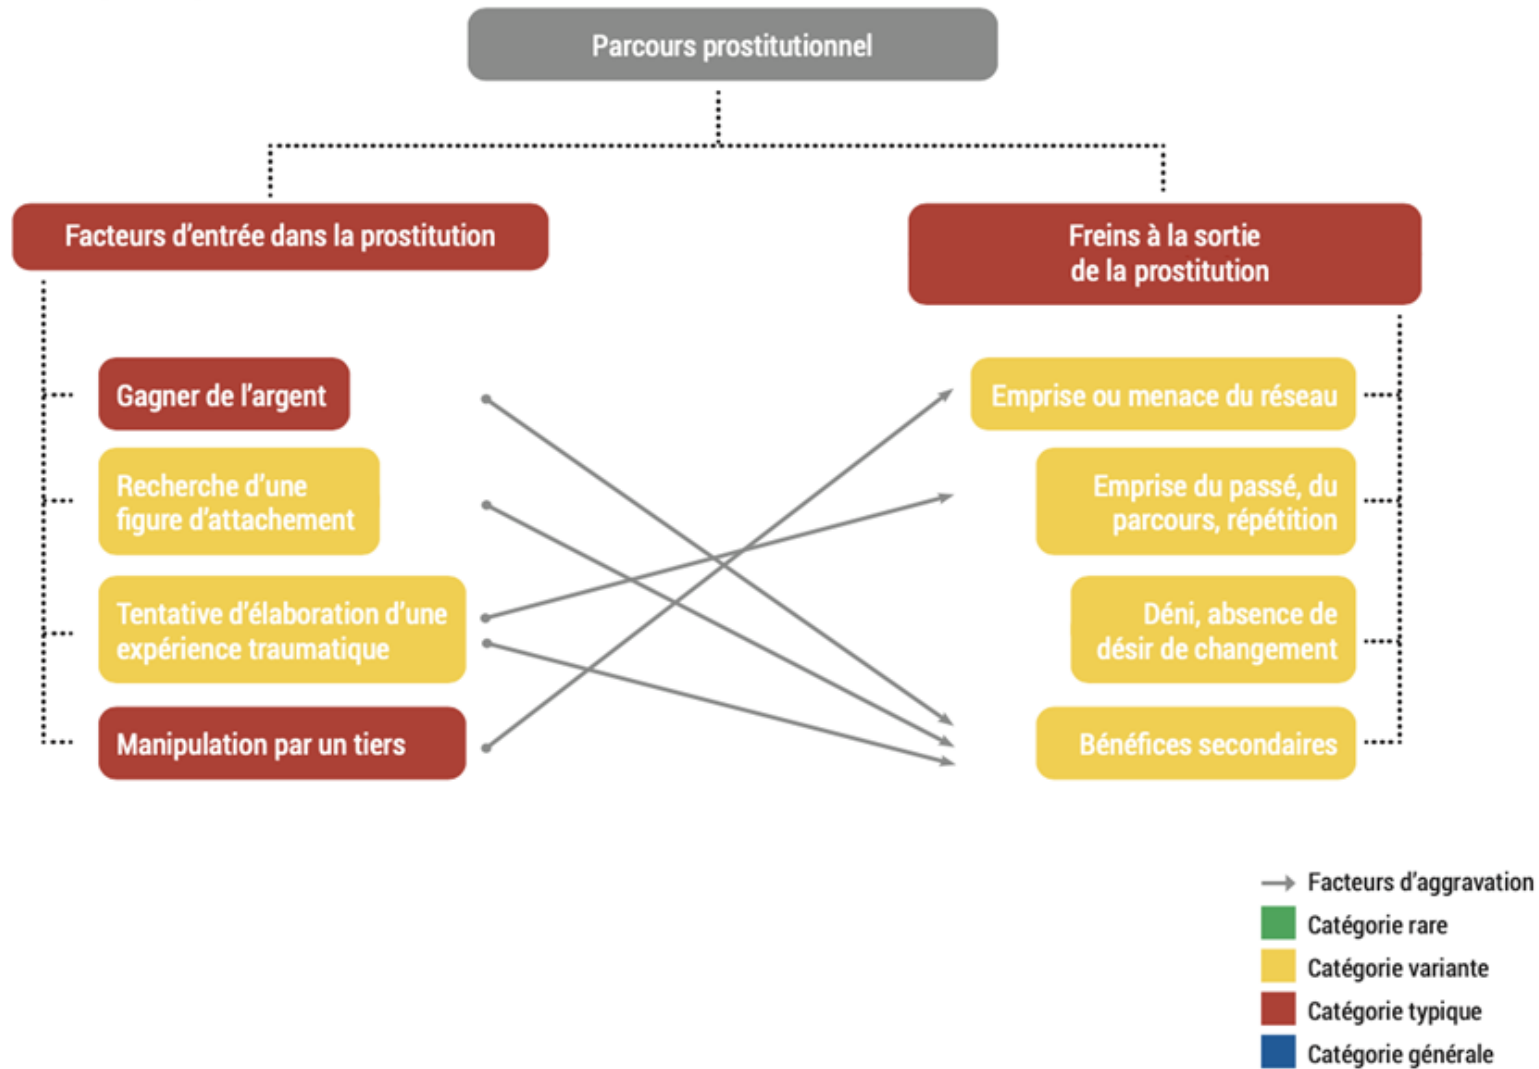 Parcours prostitutionnel
Facteurs d'entrée dans la prostitution
Gagner de l'argent
Recherche d'une
figure d'attachement
Tentative d'élaboration d'une
expérience traumatique
Manipulation par un tiers
Freins à la sortie
de la prostitution
Emprise ou menace du réseau
Emprise du passé, du
parcours, répétition
Déni, absence de
désir de changement
Bénéfices secondaires
Facteurs d'aggravation
Catégorie rare
Catégorie variante
Catégorie typique
Catégorie générale